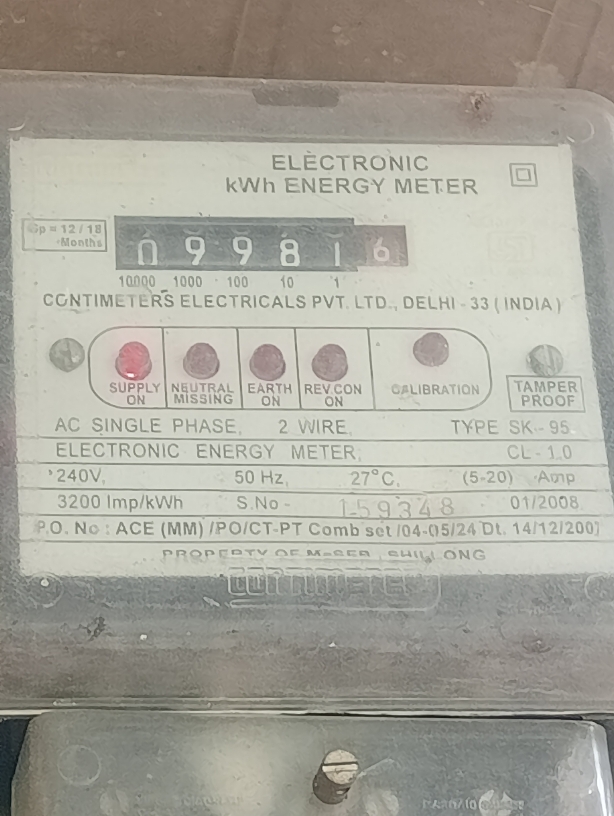 ELECTRONIC
kWh ENERGY METER
Gp = 12 / 18
Months
0 9 9 8 1 6
10000 1000 100 10 1
CONTIMETERS ELECTRICALS PVT. LTD., DELHI - 33 ( INDIA )
SUPPLY ON NEUTRAL MISSING EARTH ON REV.CON ON CALIBRATION TAMPER PROOF
AC SINGLE PHASE, 2 WIRE, TYPE SK - 95
ELECTRONIC ENERGY METER, CL - 1.0
240V, 50 Hz, 27°C, (5-20) Amp
3200 Imp/kWh S.No - 159348 01/2008
P.O. No : ACE (MM) /PO/CT-PT Comb set /04-05/24 Dt. 14/12/2007
PROPERTY OF MeSEB, SHILLONG
CONTIMETER